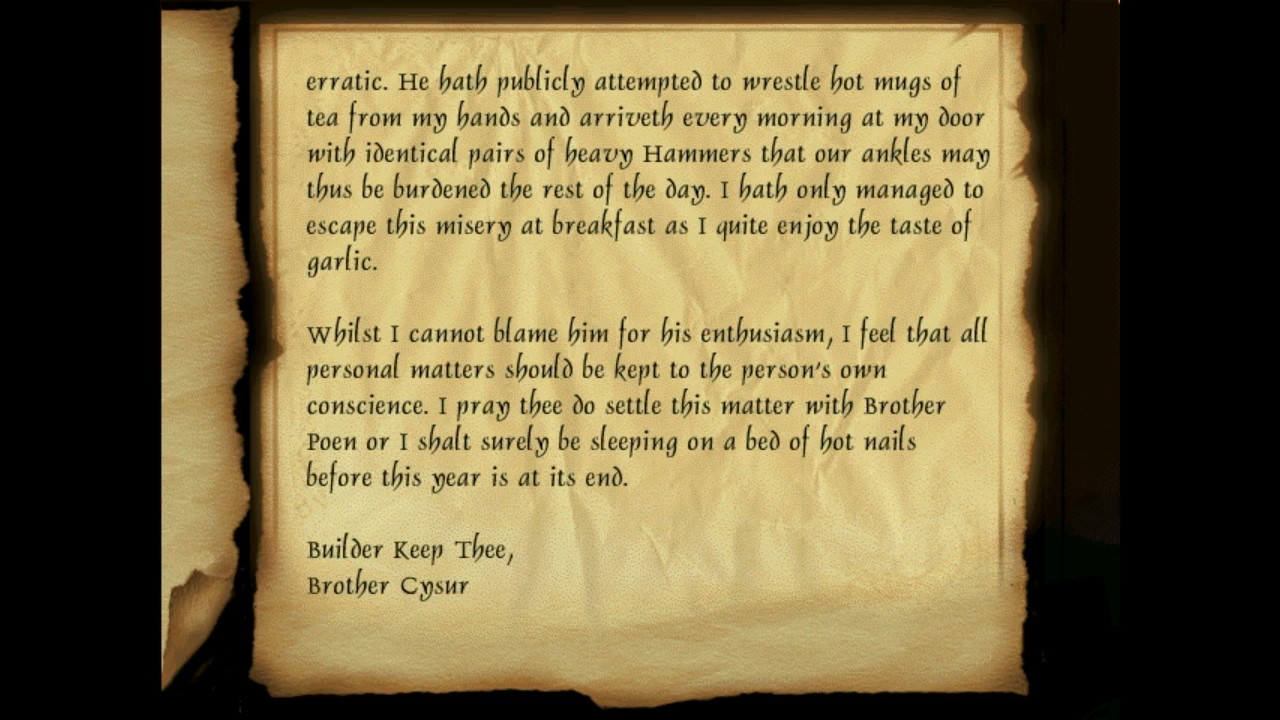 erratic. He hath publicly attempted to wrestle hot mugs of
tea from my hands and arriveth every morning at my door
with identical pairs of heavy Hammers that our ankles may
thus be burdened the rest of the day. I hath only managed to
escape this misery at breakfast as I quite enjoy the taste of
garlic.
Whilst I cannot blame him for his enthusiasm, I feel that all
personal matters should be kept to the person's own
conscience. I pray thee do settle this matter with Brother
Poen or I shalt surely be sleeping on a bed of hot nails
before this year is at its end.
Builder Keep Thee,
Brother Cysur